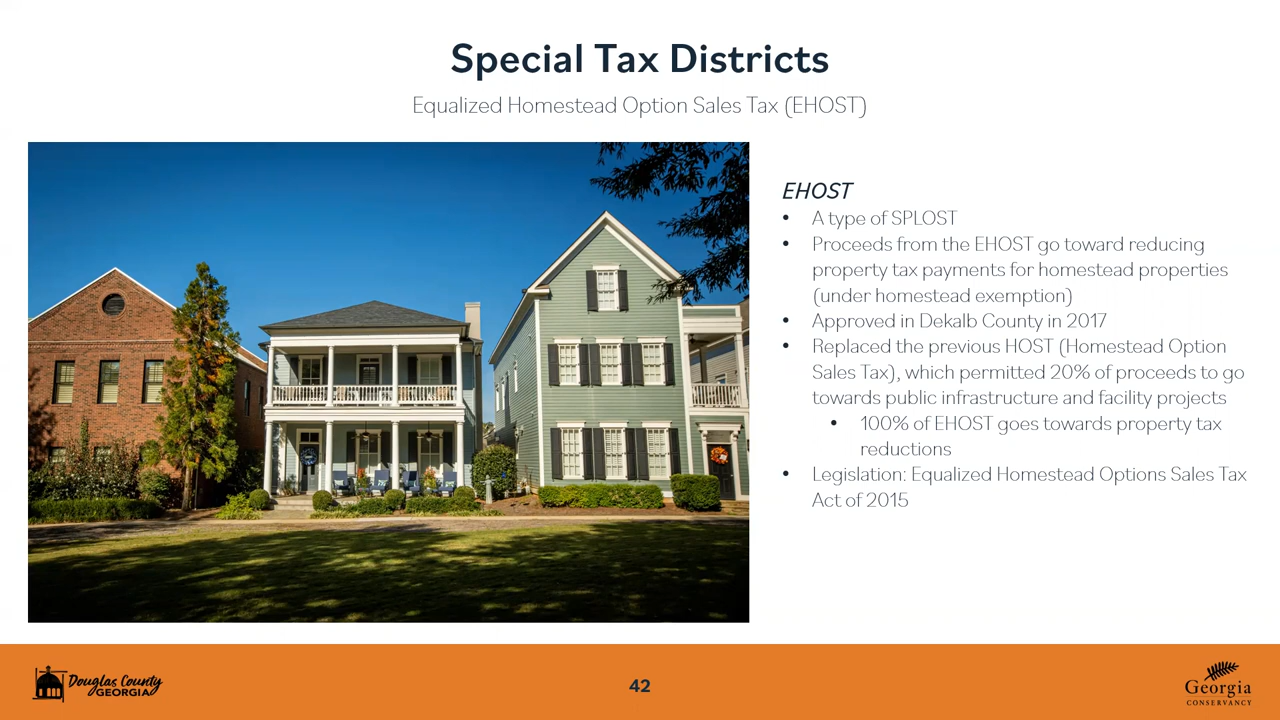 Special Tax Districts
Equalized Homestead Option Sales Tax (EHOST)
EHOST
• A type of SPLOST
• Proceeds from the EHOST go toward reducing
property tax payments for homestead properties
(under homestead exemption)
• Approved in Dekalb County in 2017
• Replaced the previous HOST (Homestead Option
Sales Tax), which permitted 20% of proceeds to go
towards public infrastructure and facility projects
• 100% of EHOST goes towards property tax
reductions
• Legislation: Equalized Homestead Options Sales Tax
Act of 2015
Douglas County
GEORGIA
42
Georgia
CONSERVANCY